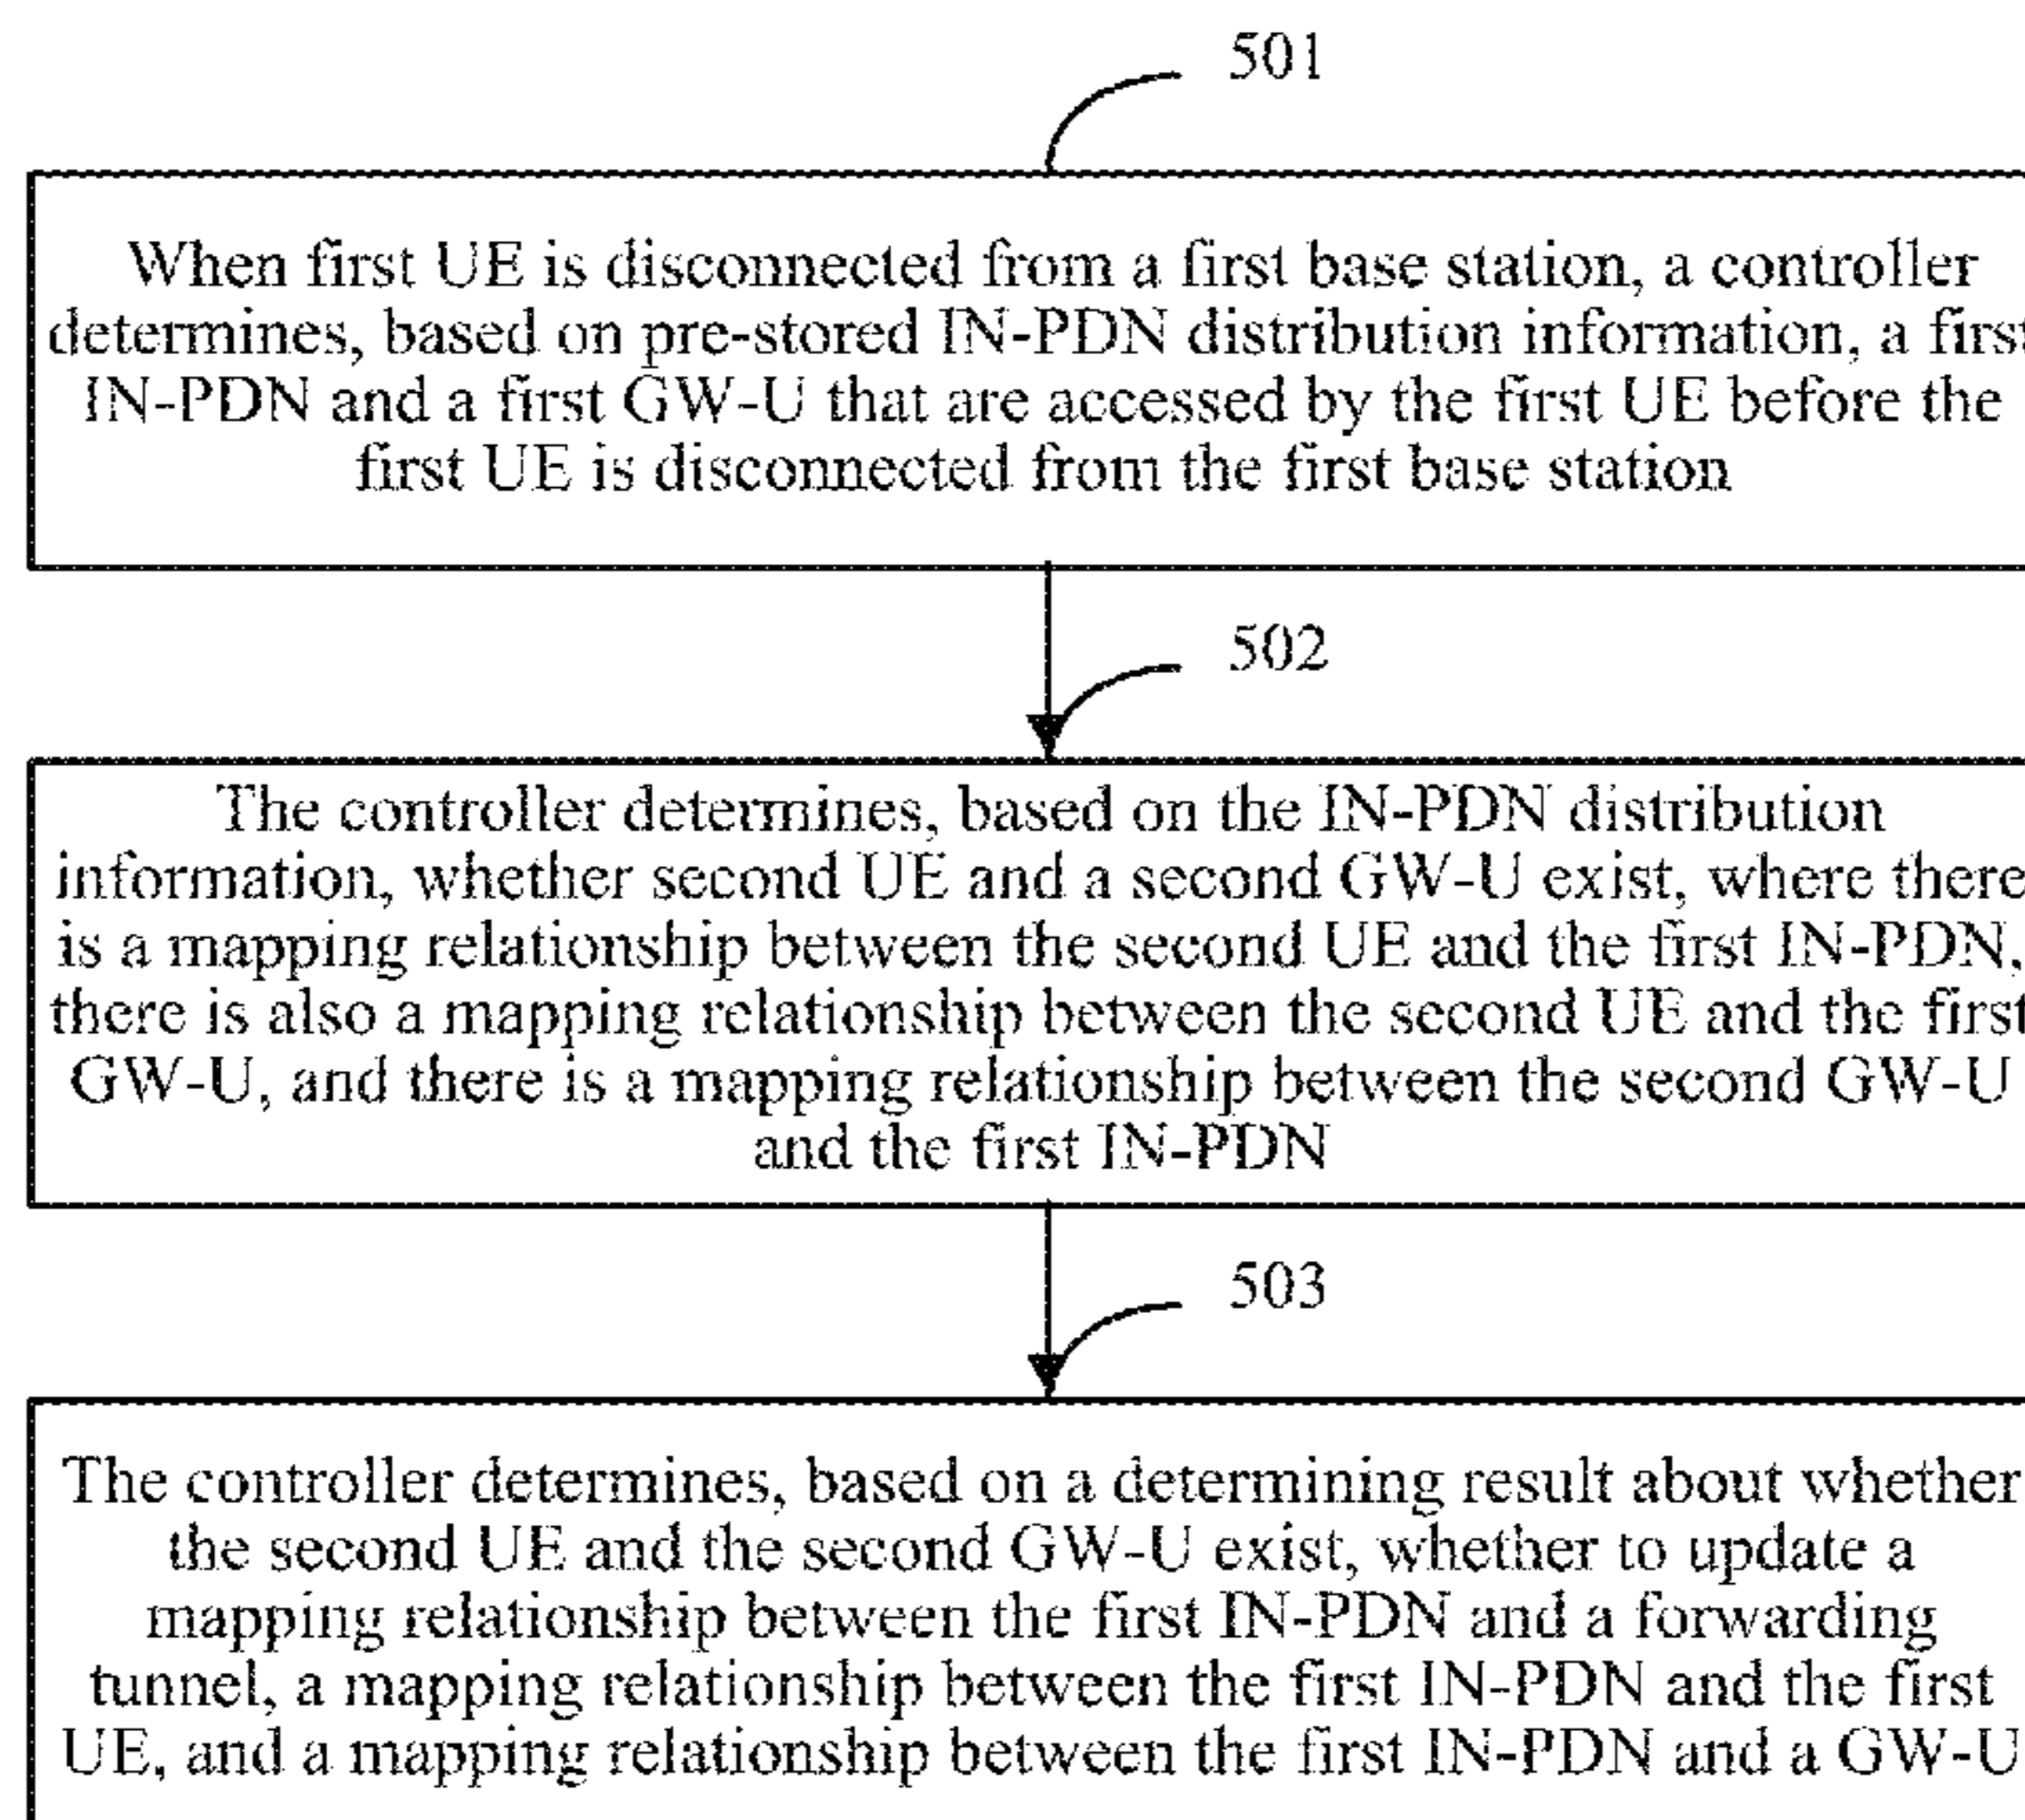 501
When first UE is disconnected from a first base station, a controller
determines, based on pre-stored IN-PDN distribution information, a first
IN-PDN and a first GW-U that are accessed by the first UE before the
first UE is disconnected from the first base station
502
The controller determines, based on the IN-PDN distribution
information, whether second UE and a second GW-U exist, where there
is a mapping relationship between the second UE and the first IN-PDN,
there is also a mapping relationship between the second UE and the first
GW-U, and there is a mapping relationship between the second GW-U
and the first IN-PDN
503
The controller determines, based on a determining result about whether
the second UE and the second GW-U exist, whether to update a
mapping relationship between the first IN-PDN and a forwarding
tunnel, a mapping relationship between the first IN-PDN and the first
UE, and a mapping relationship between the first IN-PDN and a GW-U